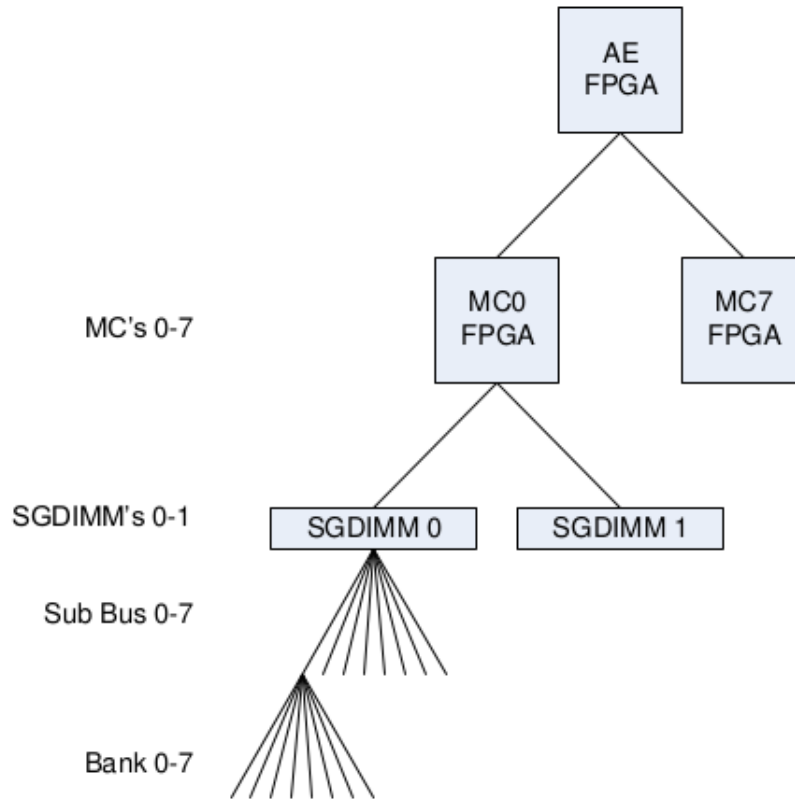 AE
FPGA
MC's 0-7
MC0
FPGA
MC7
FPGA
SGDIMM's 0-1
SGDIMM 0
SGDIMM 1
Sub Bus 0-7
Bank 0-7